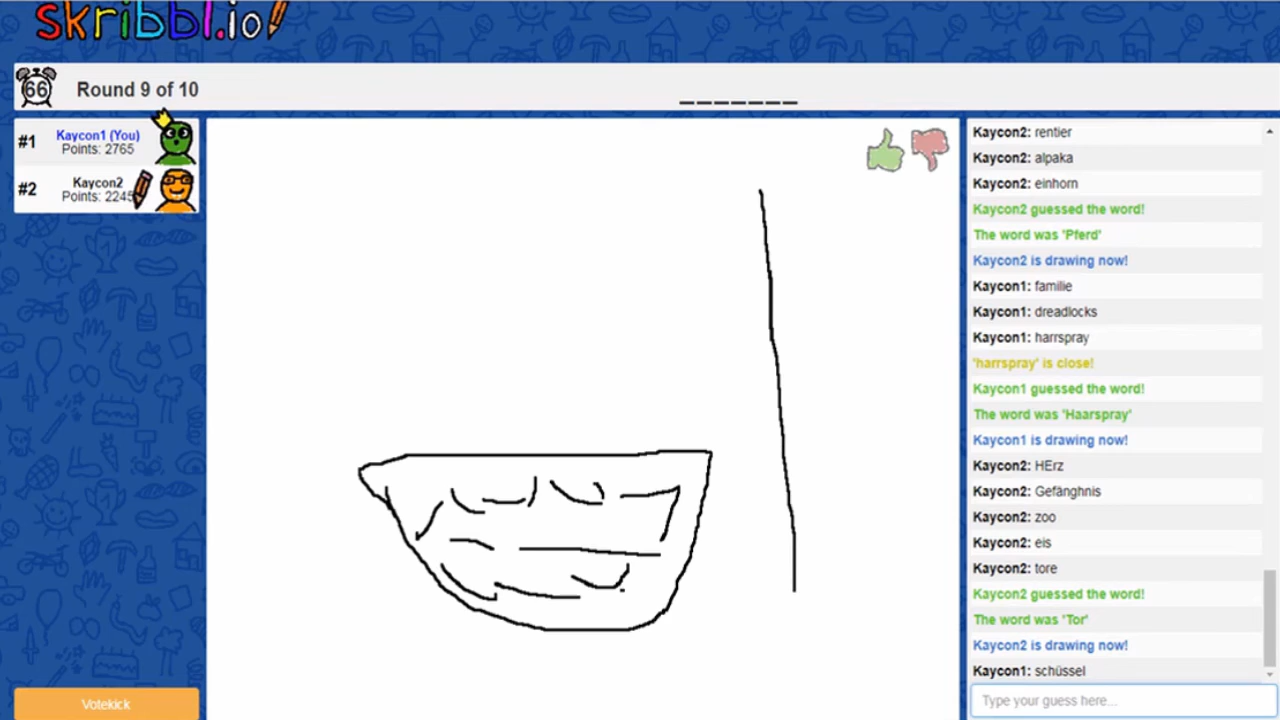 skribbl.io
66
Round 9 of 10
_______
#1
Kaycon1 (You)
Points: 2765
#2
Kaycon2
Points: 2245
Votekick
Kaycon2: rentier
Kaycon2: alpaka
Kaycon2: einhorn
Kaycon2 guessed the word!
The word was 'Pferd'
Kaycon2 is drawing now!
Kaycon1: familie
Kaycon1: dreadlocks
Kaycon1: harrspray
'harrspray' is close!
Kaycon1 guessed the word!
The word was 'Haarspray'
Kaycon1 is drawing now!
Kaycon2: HErz
Kaycon2: Gefänghnis
Kaycon2: zoo
Kaycon2: eis
Kaycon2: tore
Kaycon2 guessed the word!
The word was 'Tor'
Kaycon2 is drawing now!
Kaycon1: schüssel
Type your guess here...